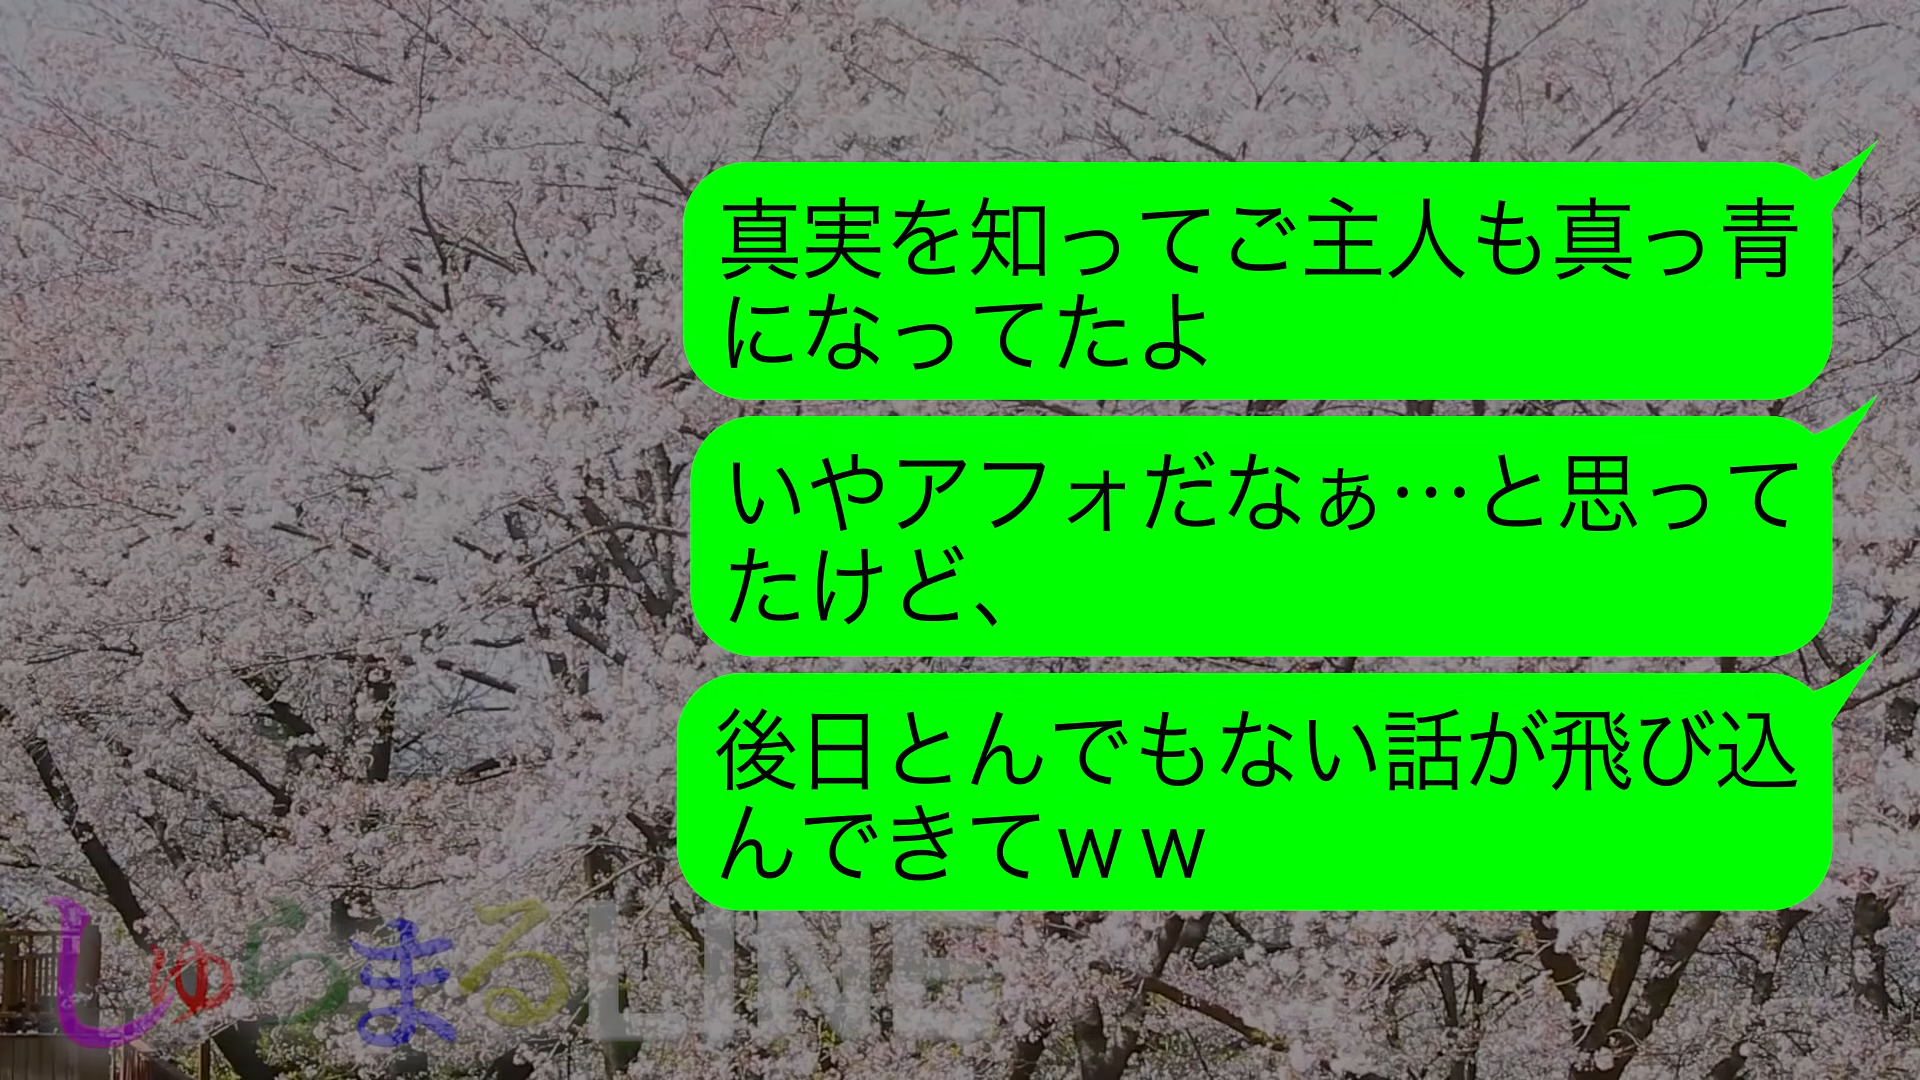 真実を知ってご主人も真っ青
になってたよ
いやアフォだなぁ…と思って
たけど、
後日とんでもない話が飛び込
んできてｗｗ
しゅらまるLINE